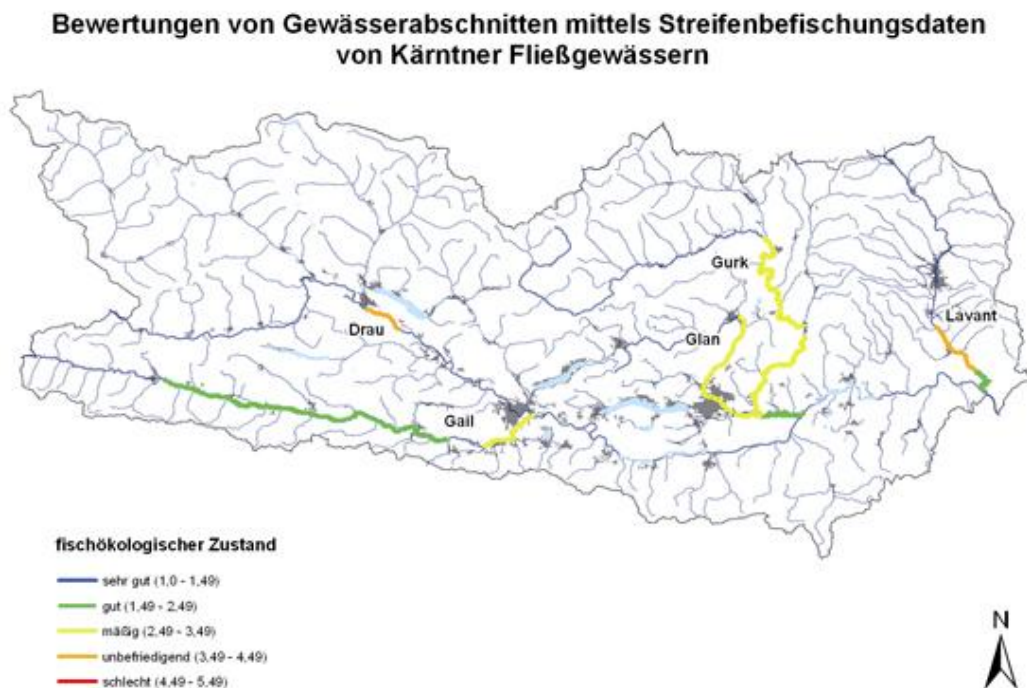 Bewertungen von Gewässerabschnitten mittels Streifenbefischungsdaten
von Kärntner Fließgewässern
Gurk
Lavant
Drau
Glan
Gail
fischökologischer Zustand
sehr gut (1,0 - 1,49)
gut (1,49 - 2,49)
mäßig (2,49 - 3,49)
unbefriedigend (3,49 - 4,49)
schlecht (4,49 - 5,49)
N